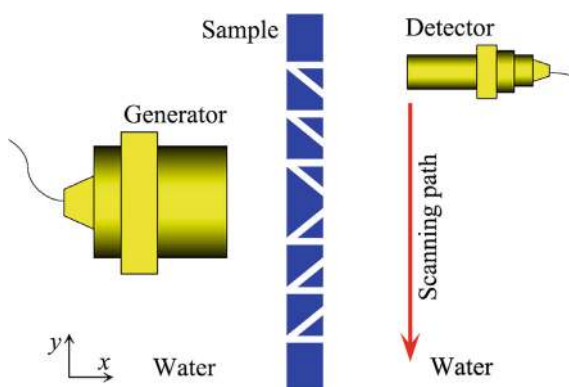 Sample
Detector
Generator
Scanning path
y
x
Water
Water